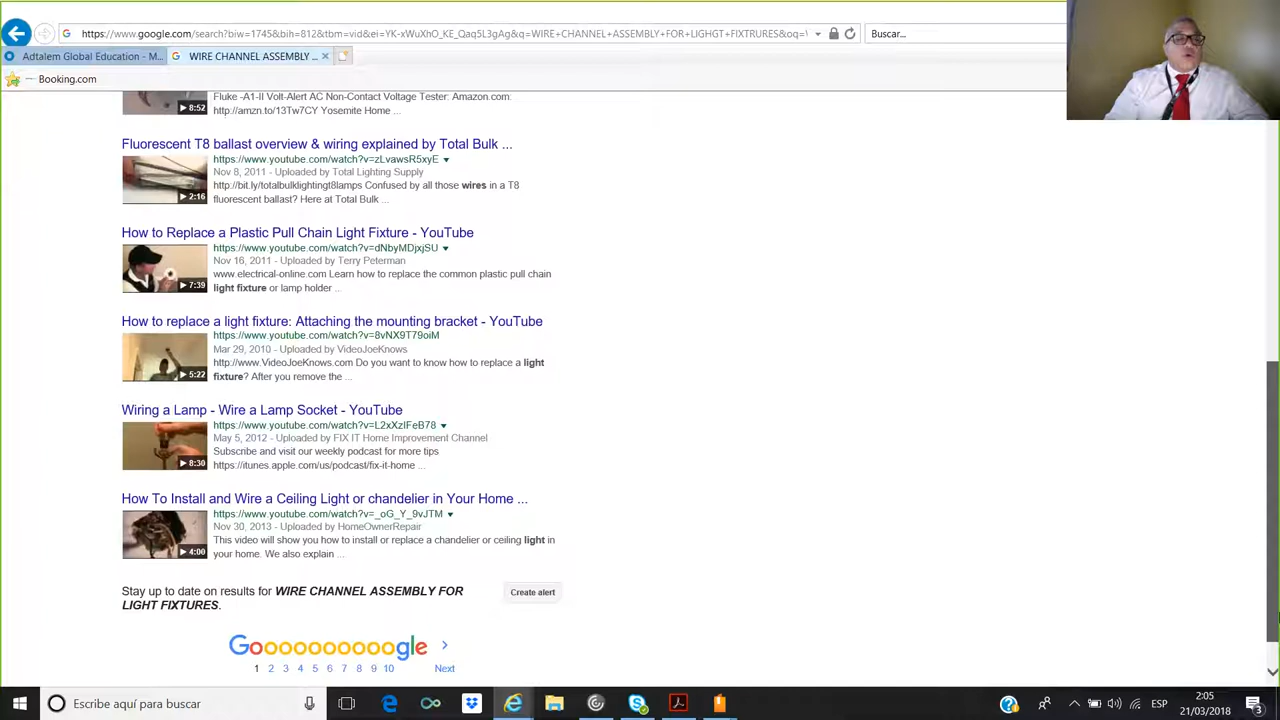 https://www.google.com/search?biw=1745&bih=812&tbm=vid&ei=YK-xWuXhO_KE_Qaq5L3gAg&q=WIRE+CHANNEL+ASSEMBLY+FOR+LIGHGT+FIXTRURES&oq=
Buscar...
Adtalem Global Education - M...
WIRE CHANNEL ASSEMBLY ...
Booking.com
8:52
Fluke -A1-II Volt-Alert AC Non-Contact Voltage Tester: Amazon.com:
http://amzn.to/13Tw7CY Yosemite Home ...
Fluorescent T8 ballast overview & wiring explained by Total Bulk ...
https://www.youtube.com/watch?v=zLvawsR5xyE
Nov 8, 2011 - Uploaded by Total Lighting Supply
http://bit.ly/totalbulklightingt8lamps Confused by all those wires in a T8
2:16
fluorescent ballast? Here at Total Bulk ...
How to Replace a Plastic Pull Chain Light Fixture - YouTube
https://www.youtube.com/watch?v=dNbyMDjxjSU
Nov 16, 2011 - Uploaded by Terry Peterman
www.electrical-online.com Learn how to replace the common plastic pull chain
7:39
light fixture or lamp holder ...
How to replace a light fixture: Attaching the mounting bracket - YouTube
https://www.youtube.com/watch?v=8vNX9T79oiM
Mar 29, 2010 - Uploaded by VideoJoeKnows
http://www.VideoJoeKnows.com Do you want to know how to replace a light
5:22
fixture? After you remove the ...
Wiring a Lamp - Wire a Lamp Socket - YouTube
https://www.youtube.com/watch?v=L2xXzIFeB78
May 5, 2012 - Uploaded by FIX IT Home Improvement Channel
Subscribe and visit our weekly podcast for more tips
8:30
https://itunes.apple.com/us/podcast/fix-it-home ...
How To Install and Wire a Ceiling Light or chandelier in Your Home ...
https://www.youtube.com/watch?v=_oG_Y_9vJTM
Nov 30, 2013 - Uploaded by HomeOwnerRepair
This video will show you how to install or replace a chandelier or ceiling light in
4:00
your home. We also explain ...
Stay up to date on results for WIRE CHANNEL ASSEMBLY FOR
LIGHT FIXTURES.
Create alert
Goooooooooogle
1 2 3 4 5 6 7 8 9 10 Next
Escribe aquí para buscar
ESP
2:05
21/03/2018
3